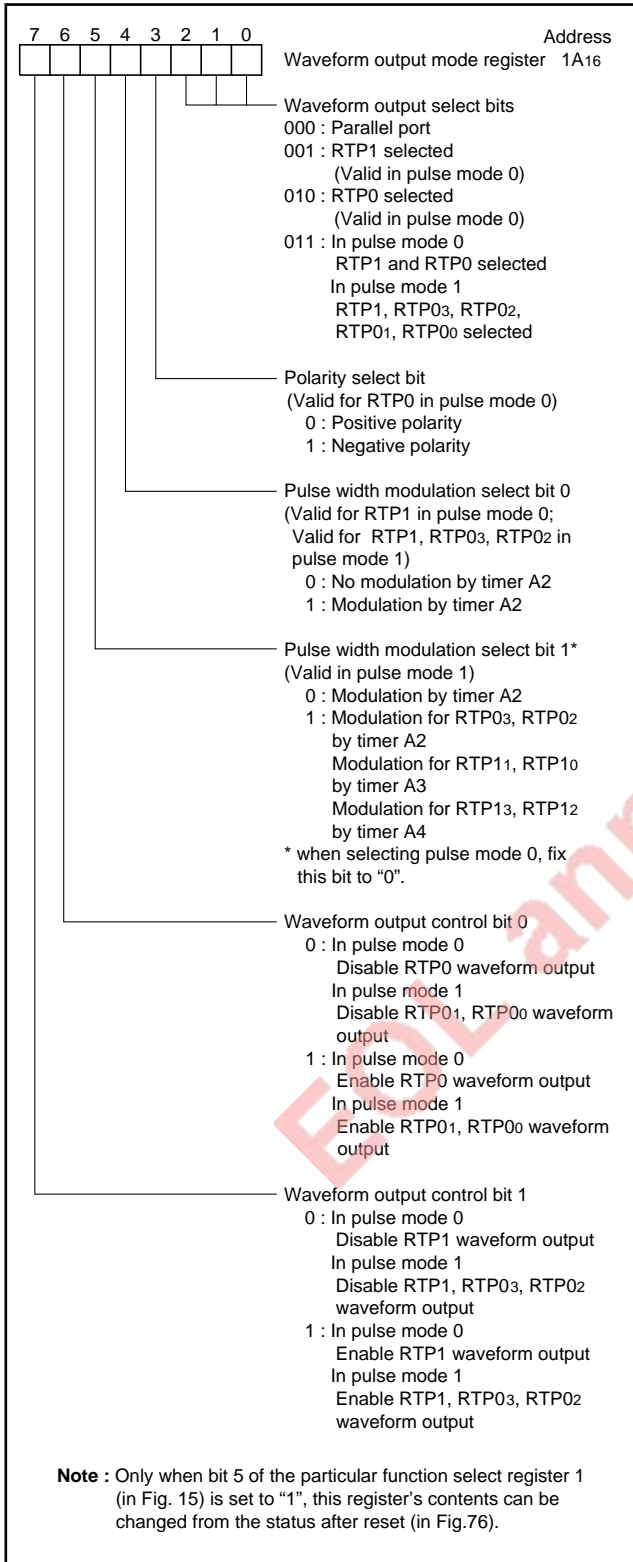 7 6 5 4 3 2 1 0
Address
Waveform output mode register 1A16
Waveform output select bits
000 : Parallel port
001 : RTP1 selected
(Valid in pulse mode 0)
010 : RTP0 selected
(Valid in pulse mode 0)
011 : In pulse mode 0
RTP1 and RTP0 selected
In pulse mode 1
RTP1, RTP03, RTP02,
RTP01, RTP00 selected
Polarity select bit
(Valid for RTP0 in pulse mode 0)
0 : Positive polarity
1 : Negative polarity
Pulse width modulation select bit 0
(Valid for RTP1 in pulse mode 0;
Valid for RTP1, RTP03, RTP02 in
pulse mode 1)
0 : No modulation by timer A2
1 : Modulation by timer A2
Pulse width modulation select bit 1*
(Valid in pulse mode 1)
0 : Modulation by timer A2
1 : Modulation for RTP03, RTP02
by timer A2
Modulation for RTP11, RTP10
by timer A3
Modulation for RTP13, RTP12
by timer A4
* when selecting pulse mode 0, fix
this bit to “0”.
Waveform output control bit 0
0 : In pulse mode 0
Disable RTP0 waveform output
In pulse mode 1
Disable RTP01, RTP00 waveform
output
1 : In pulse mode 0
Enable RTP0 waveform output
In pulse mode 1
Enable RTP01, RTP00 waveform
output
Waveform output control bit 1
0 : In pulse mode 0
Disable RTP1 waveform output
In pulse mode 1
Disable RTP1, RTP03, RTP02
waveform output
1 : In pulse mode 0
Enable RTP1 waveform output
In pulse mode 1
Enable RTP1, RTP03, RTP02
waveform output
Note : Only when bit 5 of the particular function select register 1
(in Fig. 15) is set to “1”, this register’s contents can be
changed from the status after reset (in Fig.76).
EOL